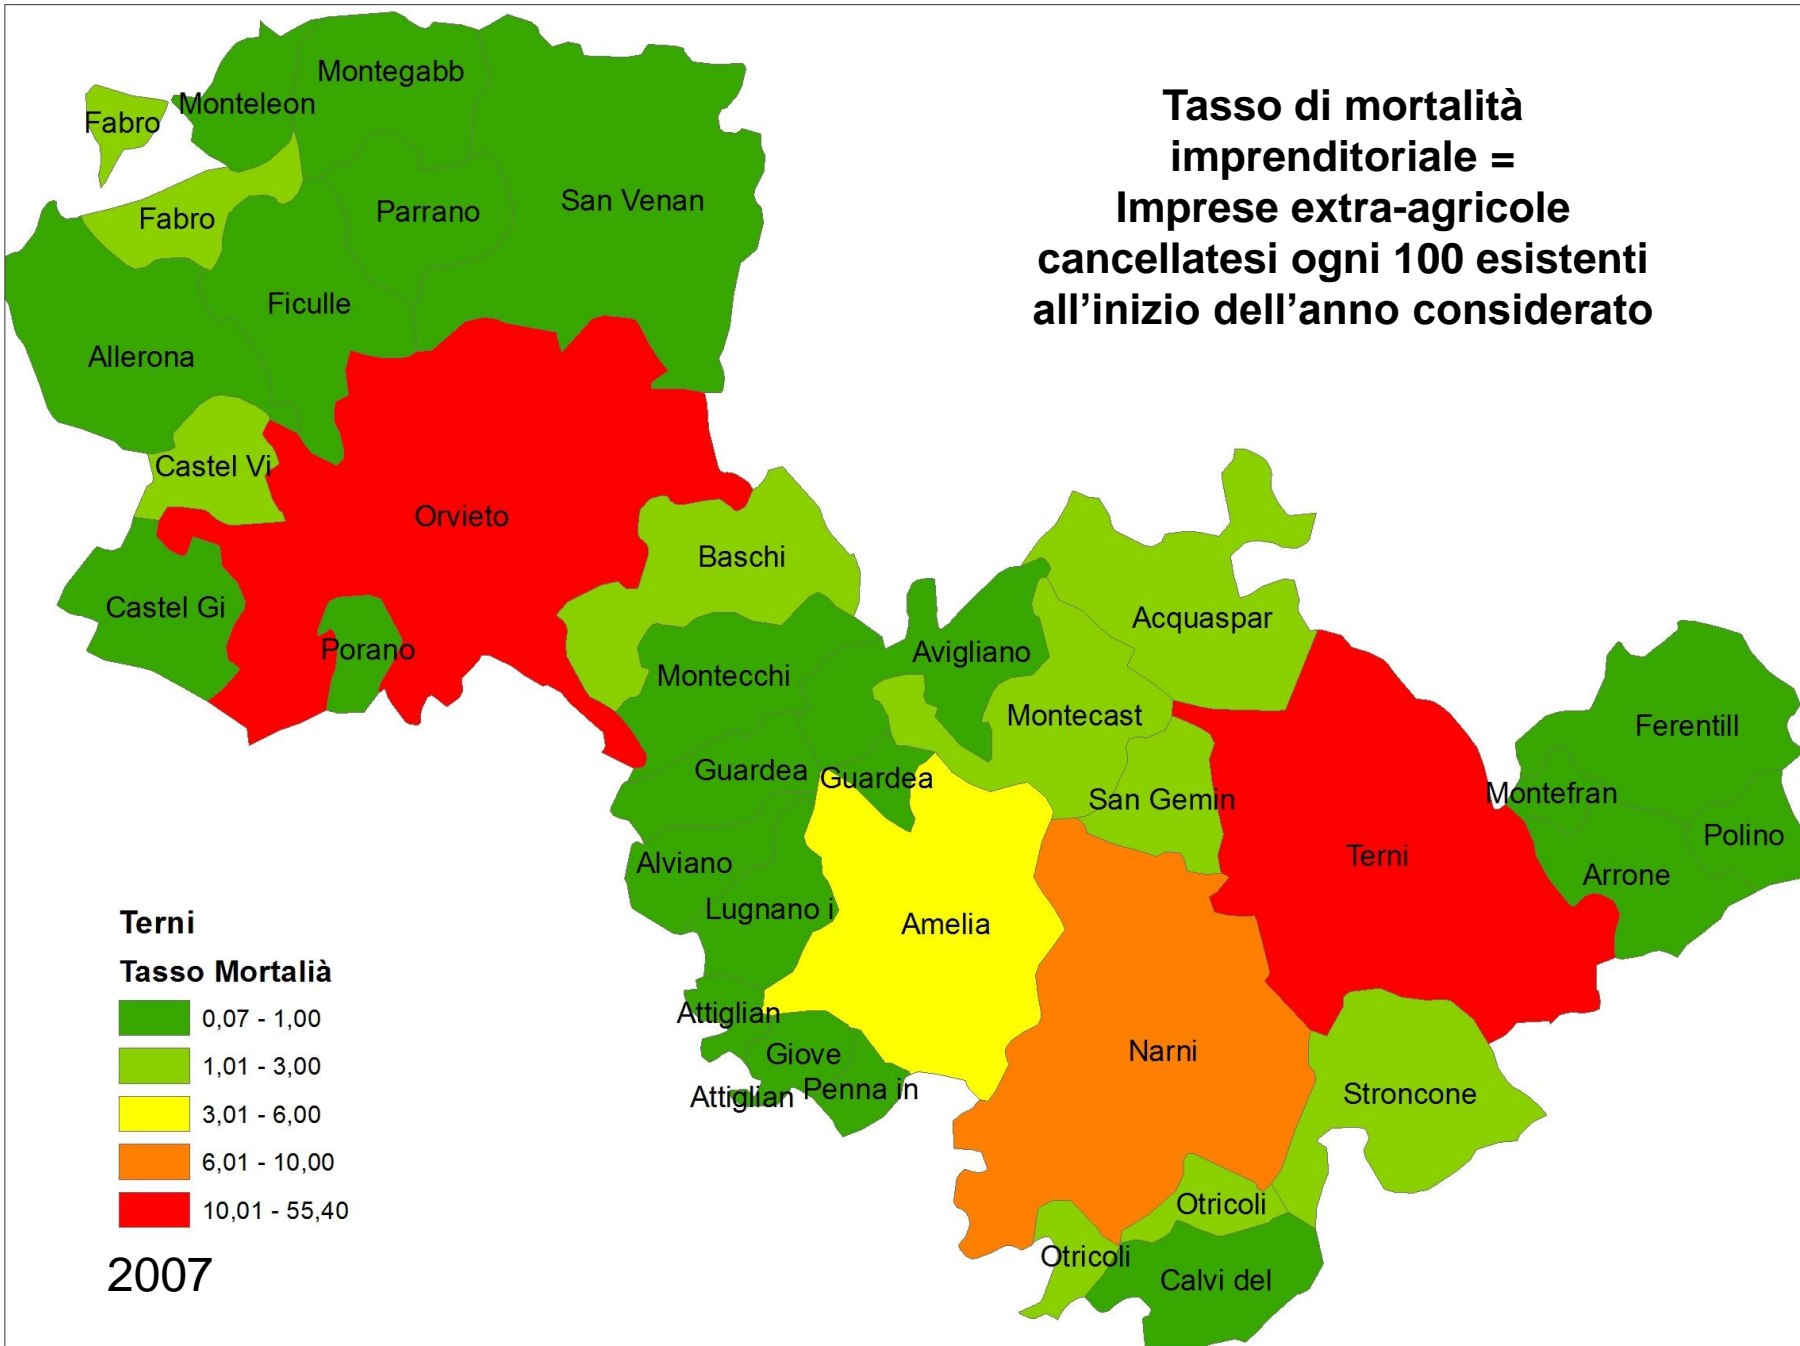 Tasso di mortalità
imprenditoriale =
Imprese extra-agricole
cancellatesi ogni 100 esistenti
all’inizio dell’anno considerato
Montegabb
Monteleon
Fabro
San Venan
Parrano
Fabro
Ficulle
Allerona
Castel Vi
Orvieto
Baschi
Castel Gi
Acquaspar
Porano
Avigliano
Montecchi
Montecast
Ferentill
Guardea
Guardea
Montefran
San Gemin
Polino
Terni
Alviano
Arrone
Lugnano i
Amelia
Attiglian
Narni
Giove
Penna in
Attiglian
Stroncone
Otricoli
Otricoli
Calvi del
Terni
Tasso Mortalià
0,07 - 1,00
1,01 - 3,00
3,01 - 6,00
6,01 - 10,00
10,01 - 55,40
2007